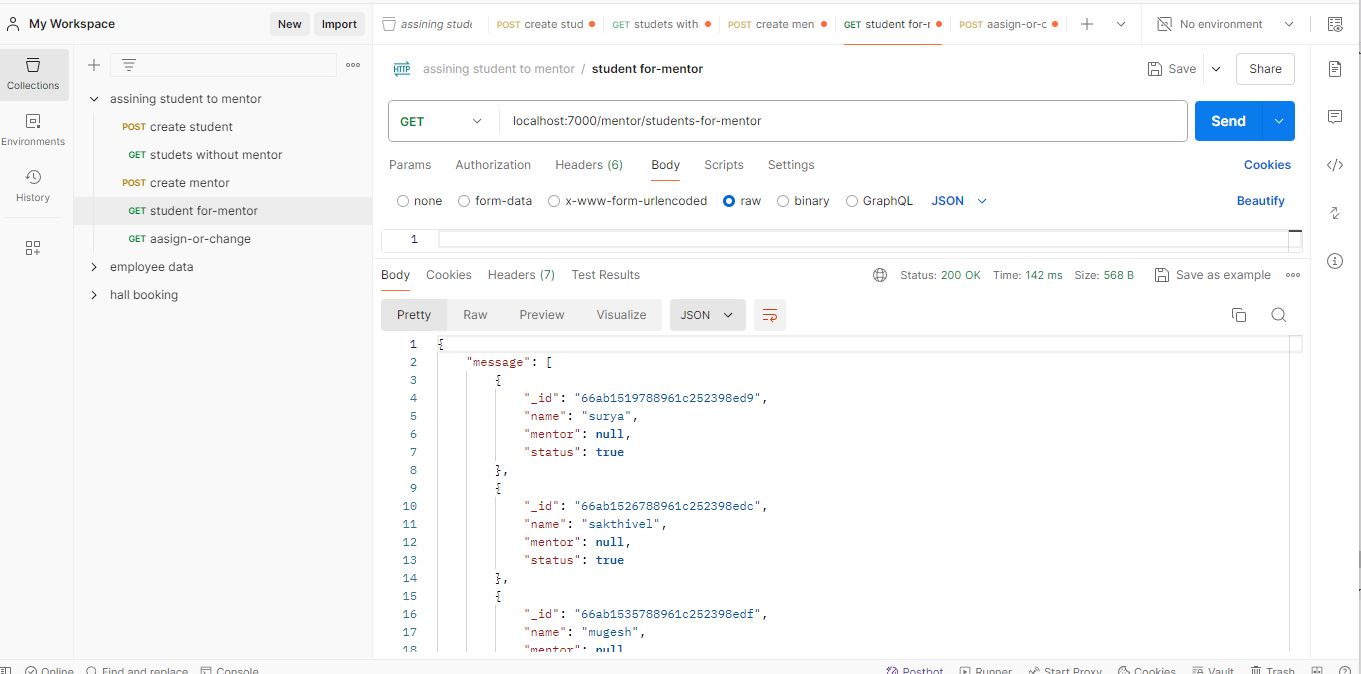 My Workspace
New
Import
assining stude
POST create stud
GET studets with
POST create men
GET student for-r
POST aasign-or-c
No environment
Collections
Environments
History
assining student to mentor
POST create student
GET studets without mentor
POST create mentor
GET student for-mentor
GET aasign-or-change
employee data
hall booking
HTTP assining student to mentor / student for-mentor
Save
Share
GET
localhost:7000/mentor/students-for-mentor
Send
Params Authorization Headers (6) Body Scripts Settings
Cookies
none form-data x-www-form-urlencoded raw binary GraphQL JSON
Beautify
1
Body Cookies Headers (7) Test Results
Status: 200 OK Time: 142 ms Size: 568 B
Save as example
Pretty Raw Preview Visualize JSON
1 {
2 "message": [
3 {
4 "_id": "66ab1519788961c252398ed9",
5 "name": "surya",
6 "mentor": null,
7 "status": true
8 },
9 {
10 "_id": "66ab1526788961c252398edc",
11 "name": "sakthivel",
12 "mentor": null,
13 "status": true
14 },
15 {
16 "_id": "66ab1535788961c252398edf",
17 "name": "mugesh",
18 "mentor": null
Online Find and replace Console
Postbot Runner Start Proxy Cookies Vault Trash